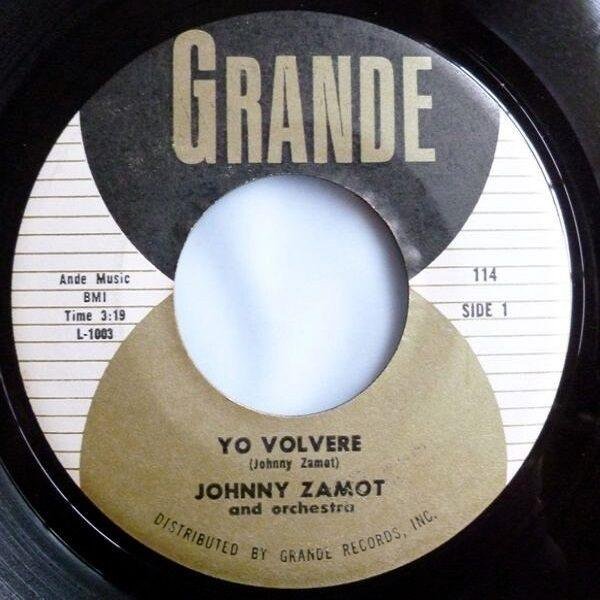 GRANDE
Ande Music
BMI
Time 3:19
L-1003
114
SIDE 1
YO VOLVERE
(Johnny Zamot)
JOHNNY ZAMOT
and orchestra
DISTRIBUTED BY GRANDE RECORDS, INC.